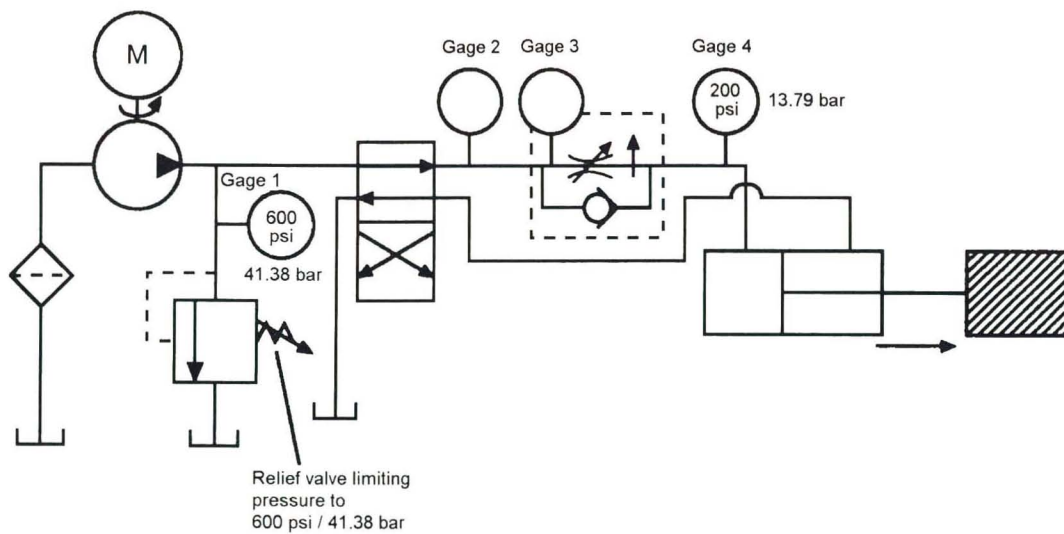 M
Gage 2
Gage 3
Gage 4
200
psi
13.79 bar
Gage 1
600
psi
41.38 bar
Relief valve limiting
pressure to
600 psi / 41.38 bar